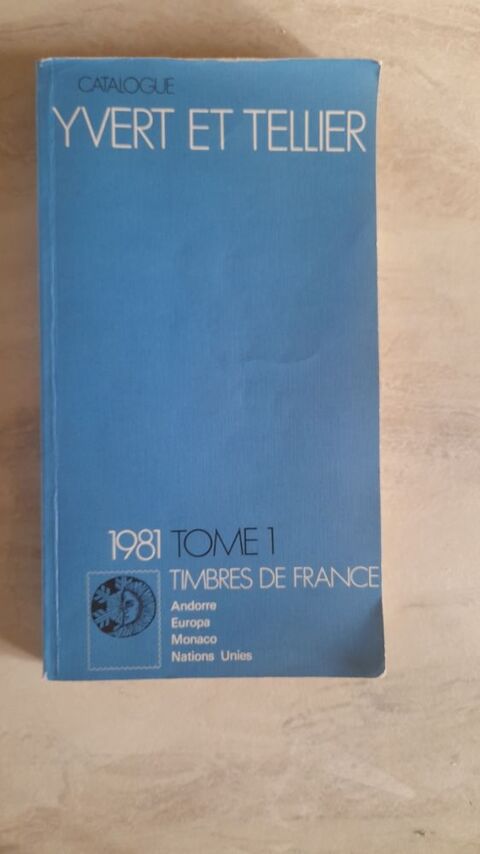 CATALOGUE
YVERT ET TELLIER
1981 TOME 1
TIMBRES DE FRANCE
Andorre
Europa
Monaco
Nations Unies